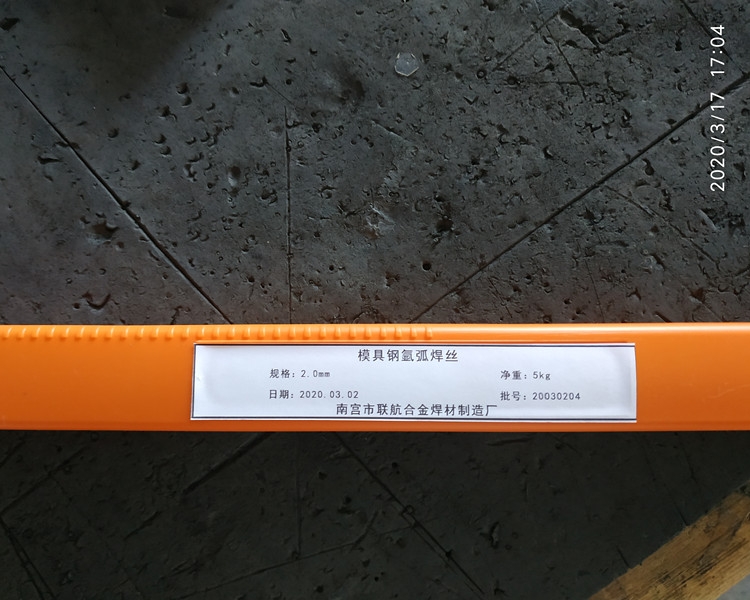 2020/3/17 17:04
模具钢氩弧焊丝
规格：2.0mm 净重：5kg
日期：2020.03.02 批号：20030204
南宫市联航合金焊材制造厂